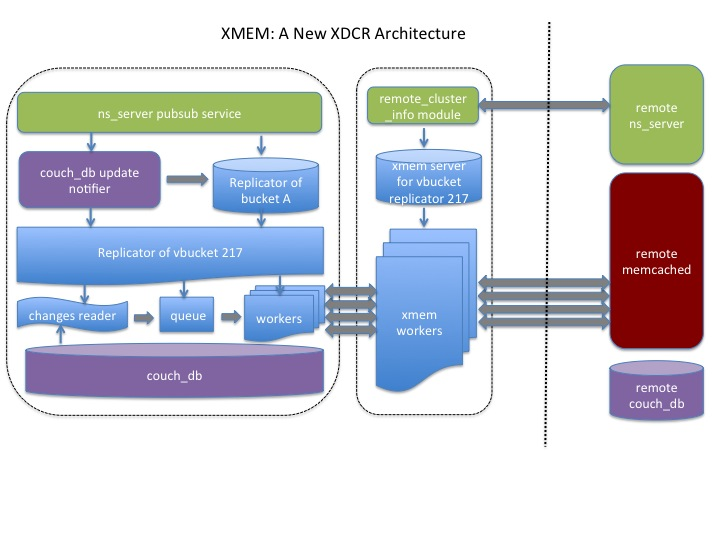 XMEM: A New XDCR Architecture
ns_server pubsub service
couch_db update
notifier
Replicator of
bucket A
Replicator of vbucket 217
changes reader
queue
workers
couch_db
remote_cluster
_info module
xmem server
for vbucket
replicator 217
xmem
workers
remote
ns_server
remote
memcached
remote
couch_db